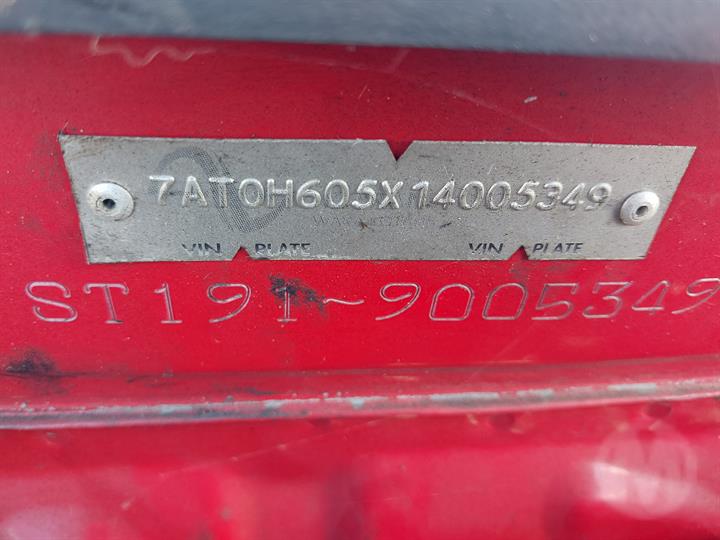 7AT0H605X14005349
VIN PLATE VIN PLATE
ST191-9005349
M